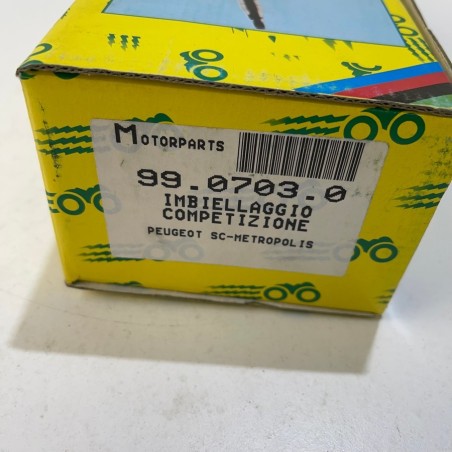 MOTORPARTS
99.0703.0
IMBIELLAGGIO
COMPETIZIONE
PEUGEOT SC-METROPOLIS